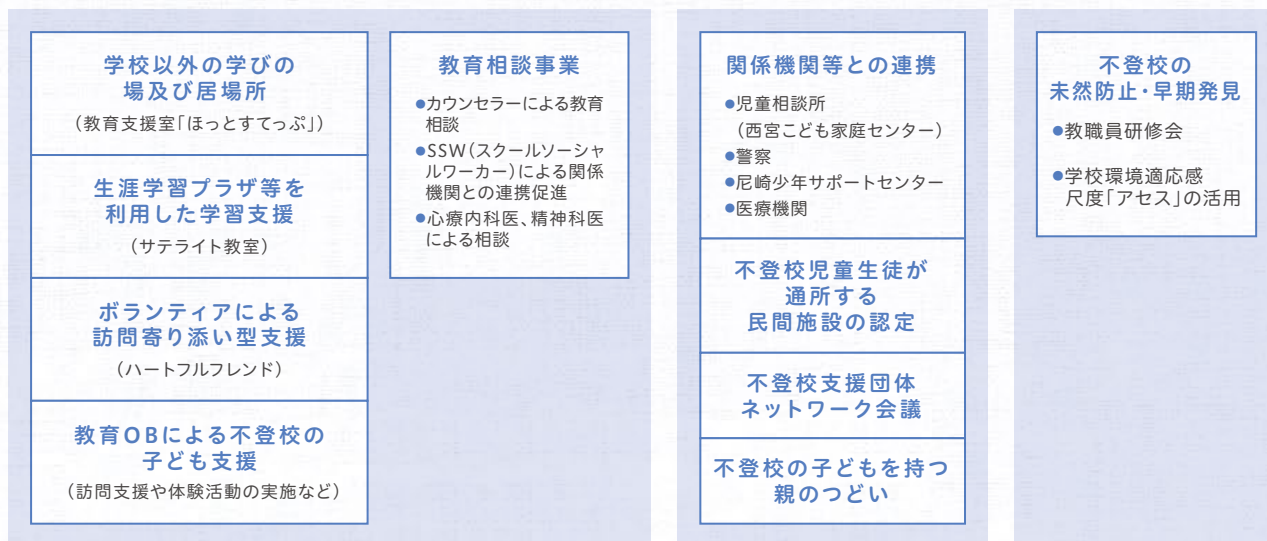 学校以外の学びの
場及び居場所
（教育支援室「ほっとすてっぷ」）
生涯学習プラザ等を
利用した学習支援
（サテライト教室）
ボランティアによる
訪問寄り添い型支援
（ハートフルフレンド）
教育OBによる不登校の
子ども支援
（訪問支援や体験活動の実施など）
教育相談事業
●カウンセラーによる教育
相談
●SSW（スクールソーシャ
ルワーカー）による関係
機関との連携促進
●心療内科医、精神科医
による相談
関係機関等との連携
●児童相談所
（西宮こども家庭センター）
●警察
●尼崎少年サポートセンター
●医療機関
不登校児童生徒が
通所する
民間施設の認定
不登校支援団体
ネットワーク会議
不登校の子どもを持つ
親のつどい
不登校の
未然防止・早期発見
●教職員研修会
●学校環境適応感
尺度「アセス」の活用